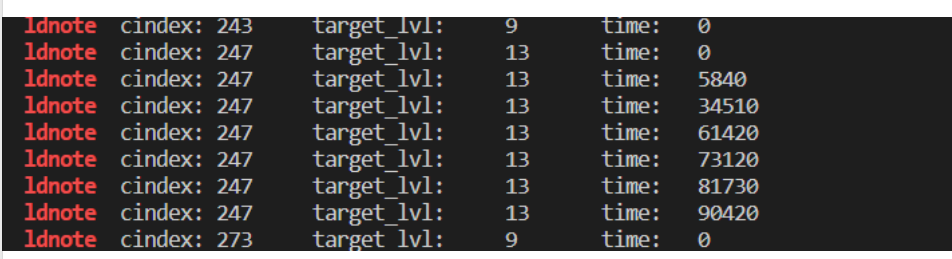 ldnote cindex: 243 target_lvl: 9 time: 0
ldnote cindex: 247 target_lvl: 13 time: 0
ldnote cindex: 247 target_lvl: 13 time: 5840
ldnote cindex: 247 target_lvl: 13 time: 34510
ldnote cindex: 247 target_lvl: 13 time: 61420
ldnote cindex: 247 target_lvl: 13 time: 73120
ldnote cindex: 247 target_lvl: 13 time: 81730
ldnote cindex: 247 target_lvl: 13 time: 90420
ldnote cindex: 273 target_lvl: 9 time: 0